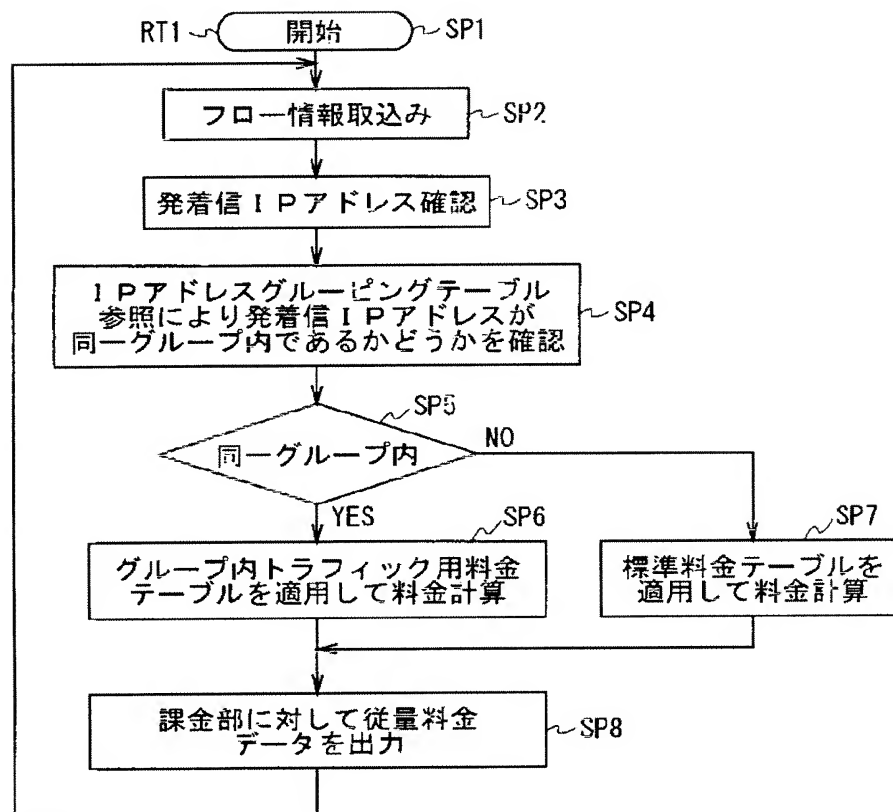 RT1 開始 SP1
フロー情報取込み SP2
発着信IPアドレス確認 SP3
IPアドレスグルーピングテーブル
参照により発着信IPアドレスが
同一グループ内であるかどうかを確認
SP4
SP5
同一グループ内
NO
YES
SP6
グループ内トラフィック用料金
テーブルを適用して料金計算
SP7
標準料金テーブルを
適用して料金計算
課金部に対して従量料金
データを出力
SP8